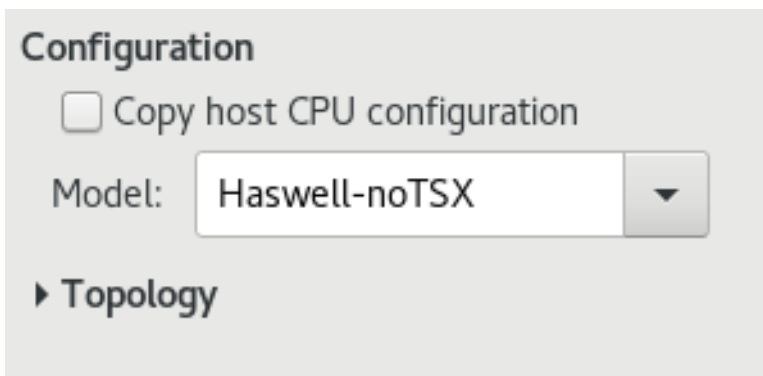 Configuration
Copy host CPU configuration
Model: Haswell-noTSX
Topology